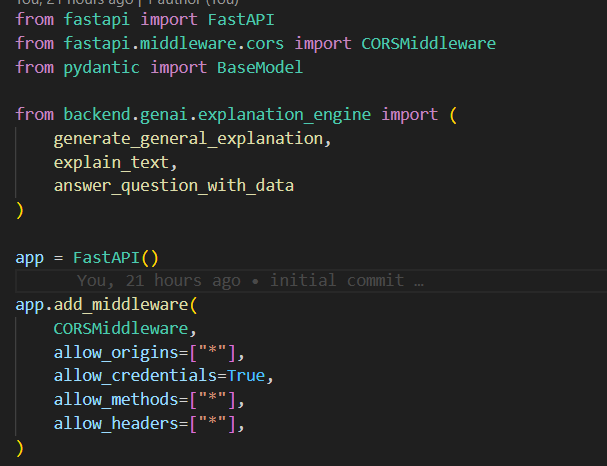 You, 21 hours ago | 1 author (You)
from fastapi import FastAPI
from fastapi.middleware.cors import CORSMiddleware
from pydantic import BaseModel
from backend.genai.explanation_engine import (
    generate_general_explanation,
    explain_text,
    answer_question_with_data
)
app = FastAPI()
You, 21 hours ago • initial commit …
app.add_middleware(
    CORSMiddleware,
    allow_origins=["*"],
    allow_credentials=True,
    allow_methods=["*"],
    allow_headers=["*"],
)